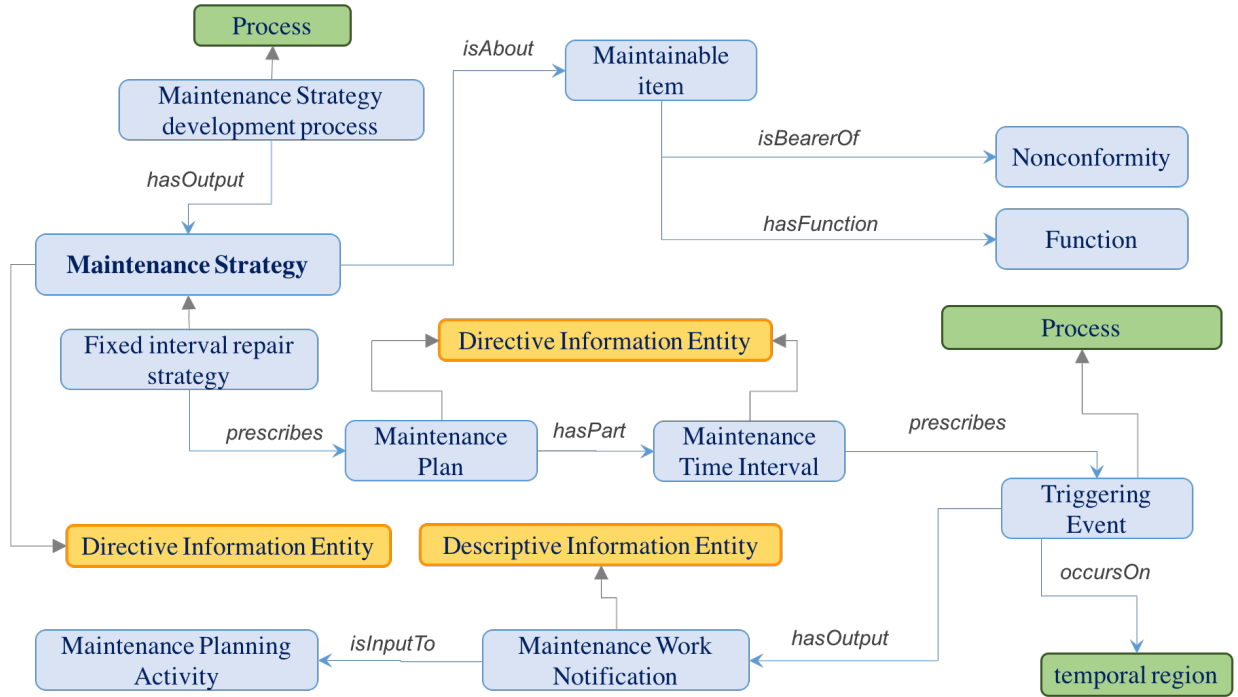 Process
isAbout
Maintainable
item
Maintenance Strategy
development process
isBearerOf
Nonconformity
hasOutput
hasFunction
Function
Maintenance Strategy
Process
Directive Information Entity
Fixed interval repair
strategy
prescribes
Maintenance
Plan
hasPart
Maintenance
Time Interval
prescribes
Triggering
Event
Directive Information Entity
Descriptive Information Entity
occursOn
Maintenance Planning
Activity
isInputTo
Maintenance Work
Notification
hasOutput
temporal region